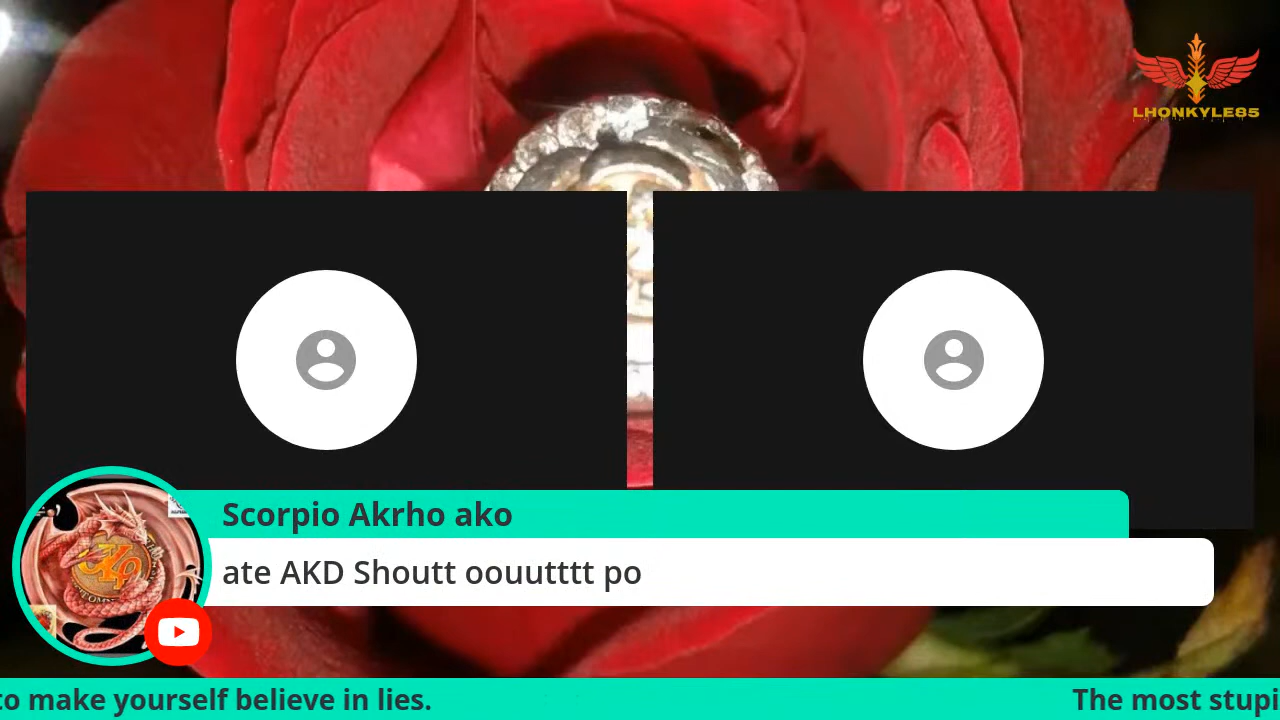 LHONKYLE85
Scorpio Akrho ako
ate AKD Shoutt oouutttt po
to make yourself believe in lies.
The most stupi